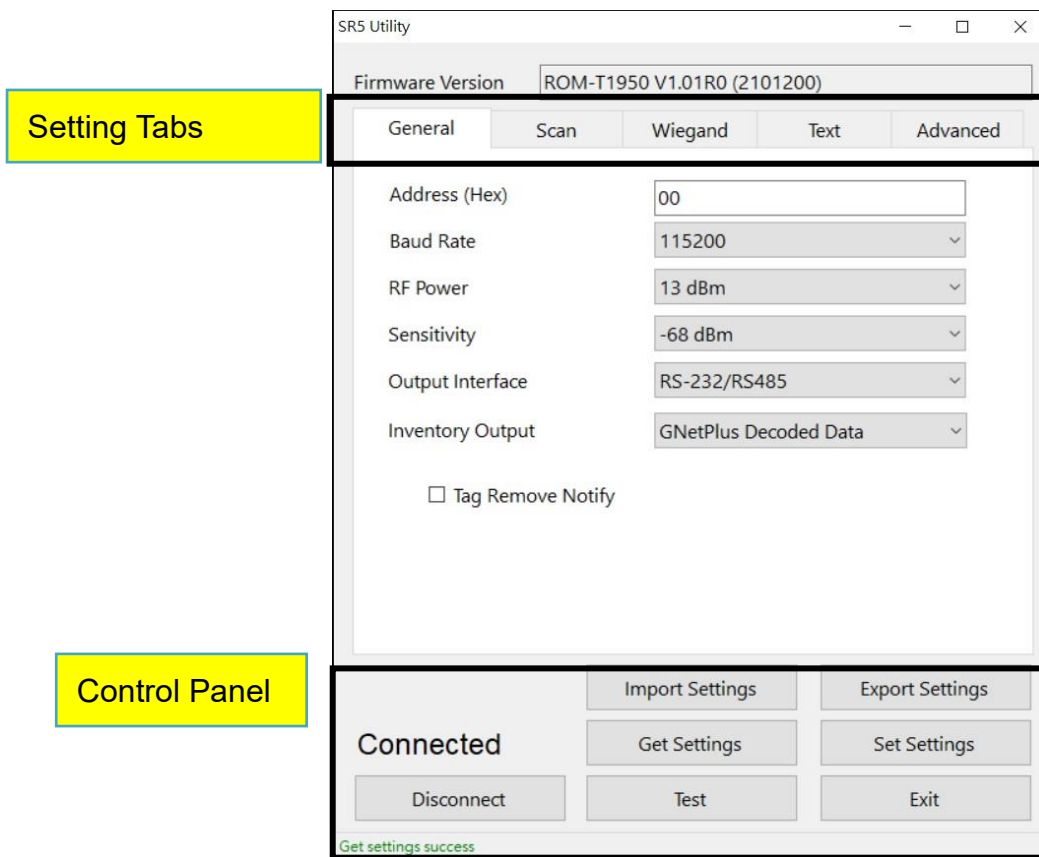 SR5 Utility
Firmware Version ROM-T1950 V1.01R0 (2101200)
Setting Tabs
General Scan Wiegand Text Advanced
Address (Hex) 00
Baud Rate 115200
RF Power 13 dBm
Sensitivity -68 dBm
Output Interface RS-232/RS485
Inventory Output GNetPlus Decoded Data
Tag Remove Notify
Control Panel
Import Settings Export Settings
Connected Get Settings Set Settings
Disconnect Test Exit
Get settings success